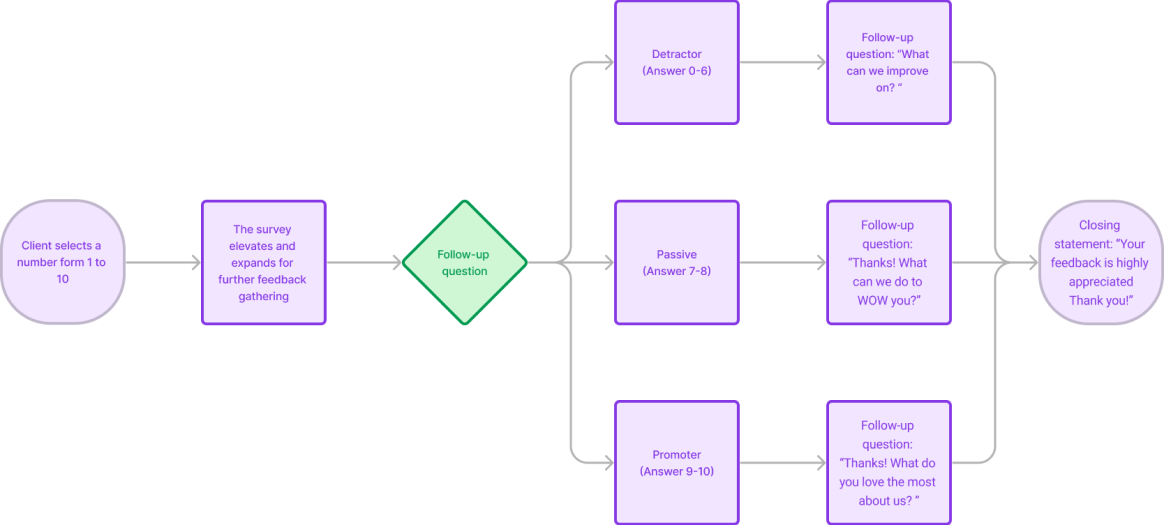 Client selects a
number form 1 to
10
The survey
elevates and
expands for
further feedback
gathering
Follow-up
question
Detractor
(Answer 0-6)
Follow-up
question: “What
can we improve
on? “
Passive
(Answer 7-8)
Follow-up
question:
“Thanks! What
can we do to
WOW you?”
Promoter
(Answer 9-10)
Follow-up
question:
“Thanks! What do
you love the most
about us? ”
Closing
statement: “Your
feedback is highly
appreciated
Thank you!”